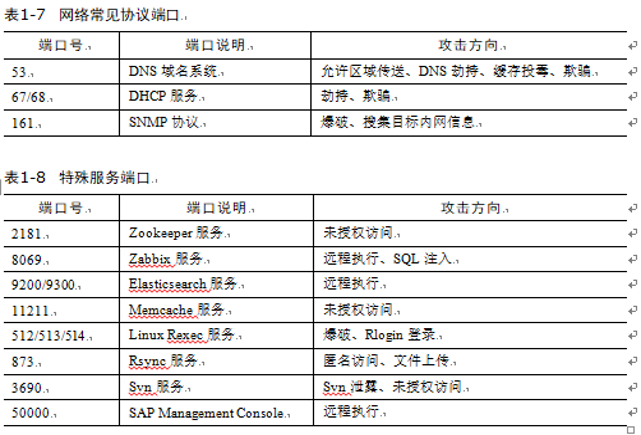 表1-7 网络常见协议端口
端口号 端口说明 攻击方向
53 DNS 域名系统 允许区域传送、DNS 劫持、缓存投毒、欺骗
67/68 DHCP 服务 劫持、欺骗
161 SNMP 协议 爆破、搜集目标内网信息
表1-8 特殊服务端口
端口号 端口说明 攻击方向
2181 Zookeeper 服务 未授权访问
8069 Zabbix 服务 远程执行、SQL 注入
9200/9300 Elasticsearch 服务 远程执行
11211 Memcache 服务 未授权访问
512/513/514 Linux Rexec 服务 爆破、Rlogin 登录
873 Rsync 服务 匿名访问、文件上传
3690 Svn 服务 Svn 泄露、未授权访问
50000 SAP Management Console 远程执行